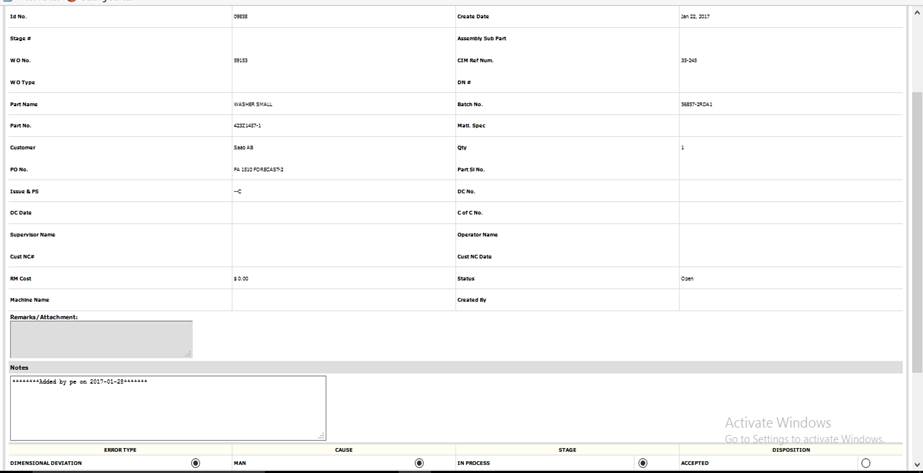 Id No. 09838 Create Date Jan 22, 2017
Stage # Assembly Sub Part
WO No. 39153 CIM Ref Num. 35-245
WO Type DN #
Part Name WASHER SMALL Batch No. 36857-2RDA1
Part No. 42321457-1 Matl. Spec
Customer Saab AB Qty 1
PO No. FA 1510 FORECAST-2 Part Sl No.
Issue & PS --C DC No.
DC Date C of C No.
Supervisor Name Operator Name
Cust NC# Cust NC Date
RM Cost $ 0.00 Status Open
Machine Name Created By
Remarks/Attachment:
Notes
********Added by pe on 2017-01-28*******
ERROR TYPE CAUSE STAGE DISPOSITION
DIMENSIONAL DEVIATION MAN IN PROCESS ACCEPTED
Activate Windows
Go to Settings to activate Windows.